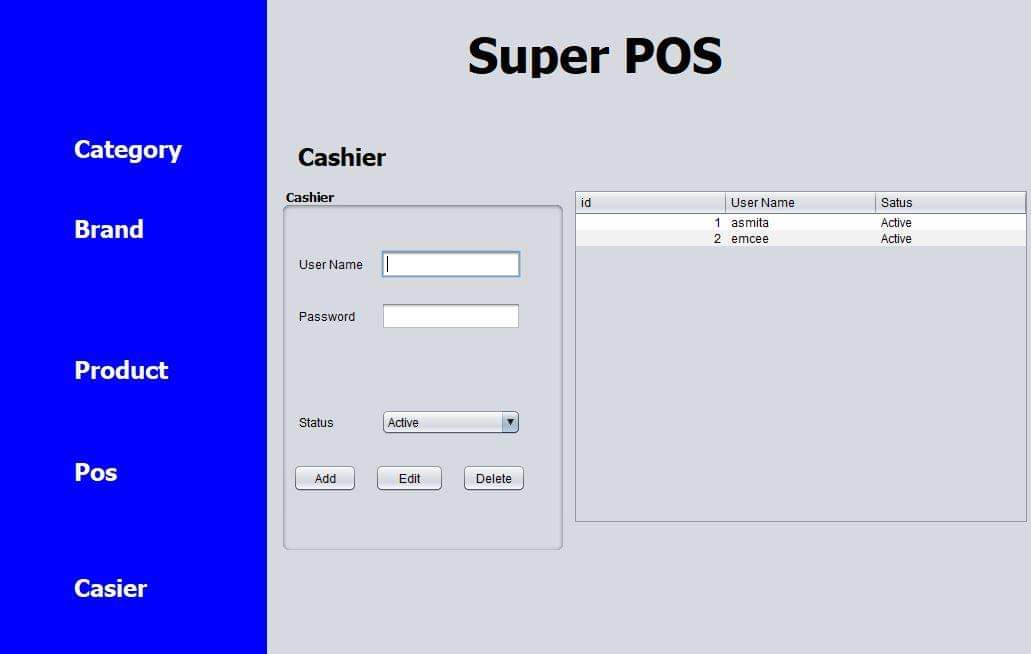 Super POS
Category
Brand
Product
Pos
Casier
Cashier
Cashier
User Name
Password
Status Active
Add Edit Delete
id User Name Satus
1 asmita Active
2 emcee Active